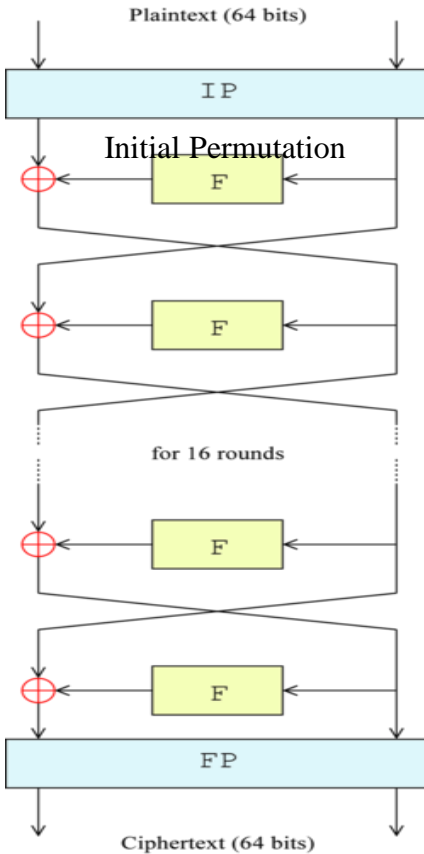 Plaintext (64 bits)
IP
Initial Permutation
F
F
for 16 rounds
F
F
FP
Ciphertext (64 bits)